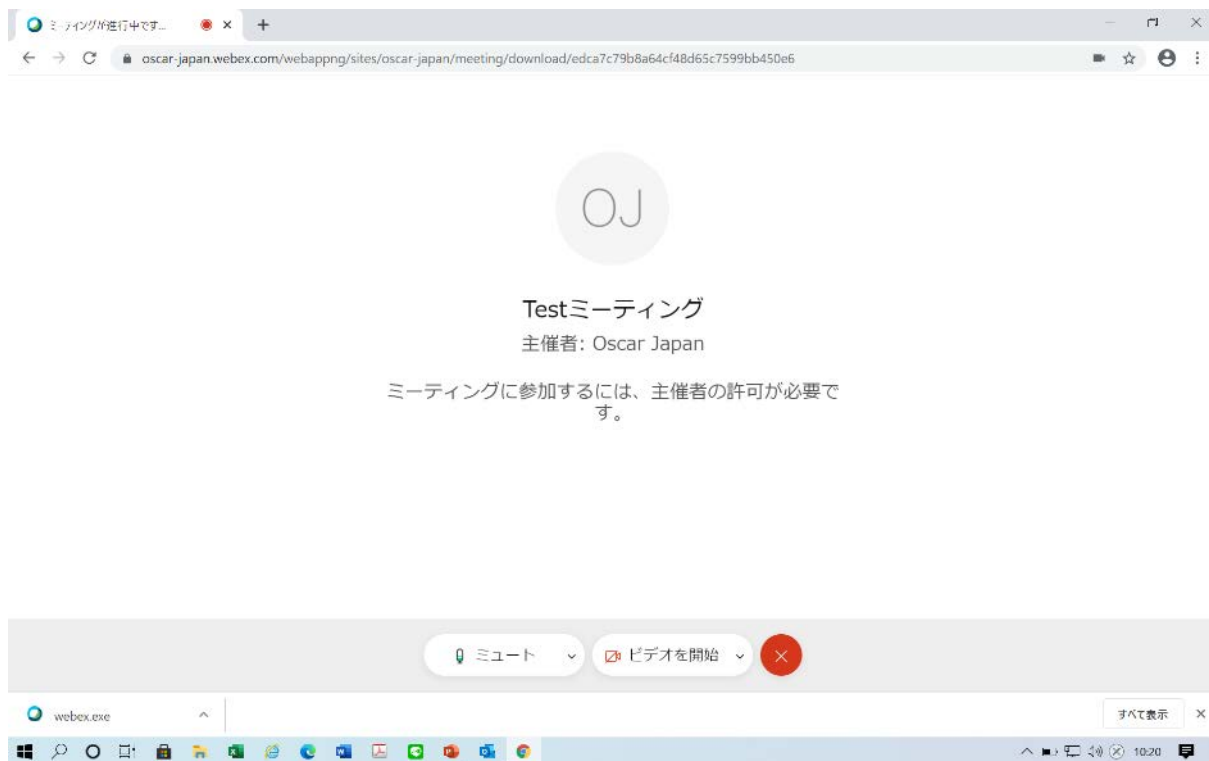 ミーティングが進行中です...
oscar-japan.webex.com/webappng/sites/oscar-japan/meeting/download/edca7c79b8a64cf48d65c7599bb450e6
OJ
Testミーティング
主催者: Oscar Japan
ミーティングに参加するには、主催者の許可が必要で
す。
ミュート
ビデオを開始
webex.exe
すべて表示
10:20